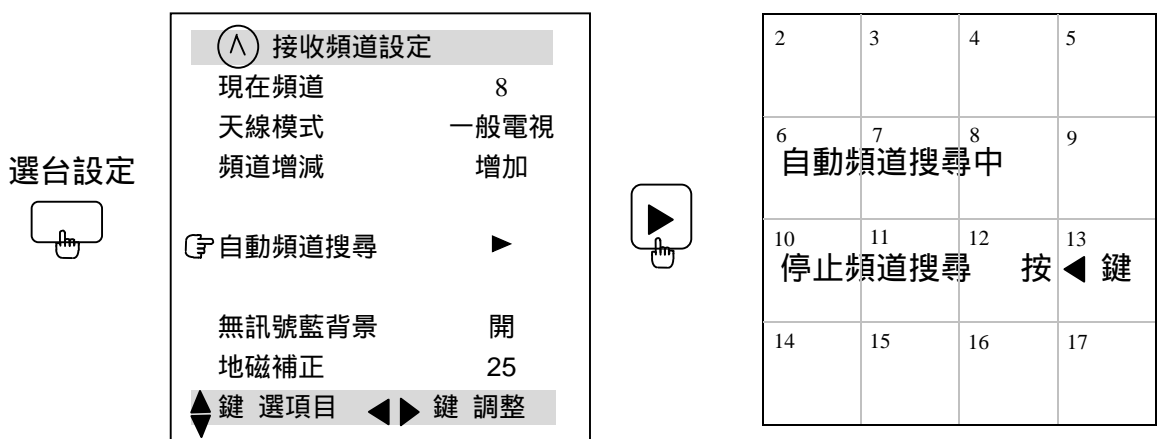 選台設定
∧ 接收頻道設定
現在頻道 8
天線模式 一般電視
頻道增減 增加
自動頻道搜尋 ▶
無訊號藍背景 開
地磁補正 25
▲▼鍵 選項目 ◀▶ 鍵 調整
▶
2 3 4 5
6 7 8 9
自動頻道搜尋中
10 11 12 13
停止頻道搜尋 按 ◀ 鍵
14 15 16 17